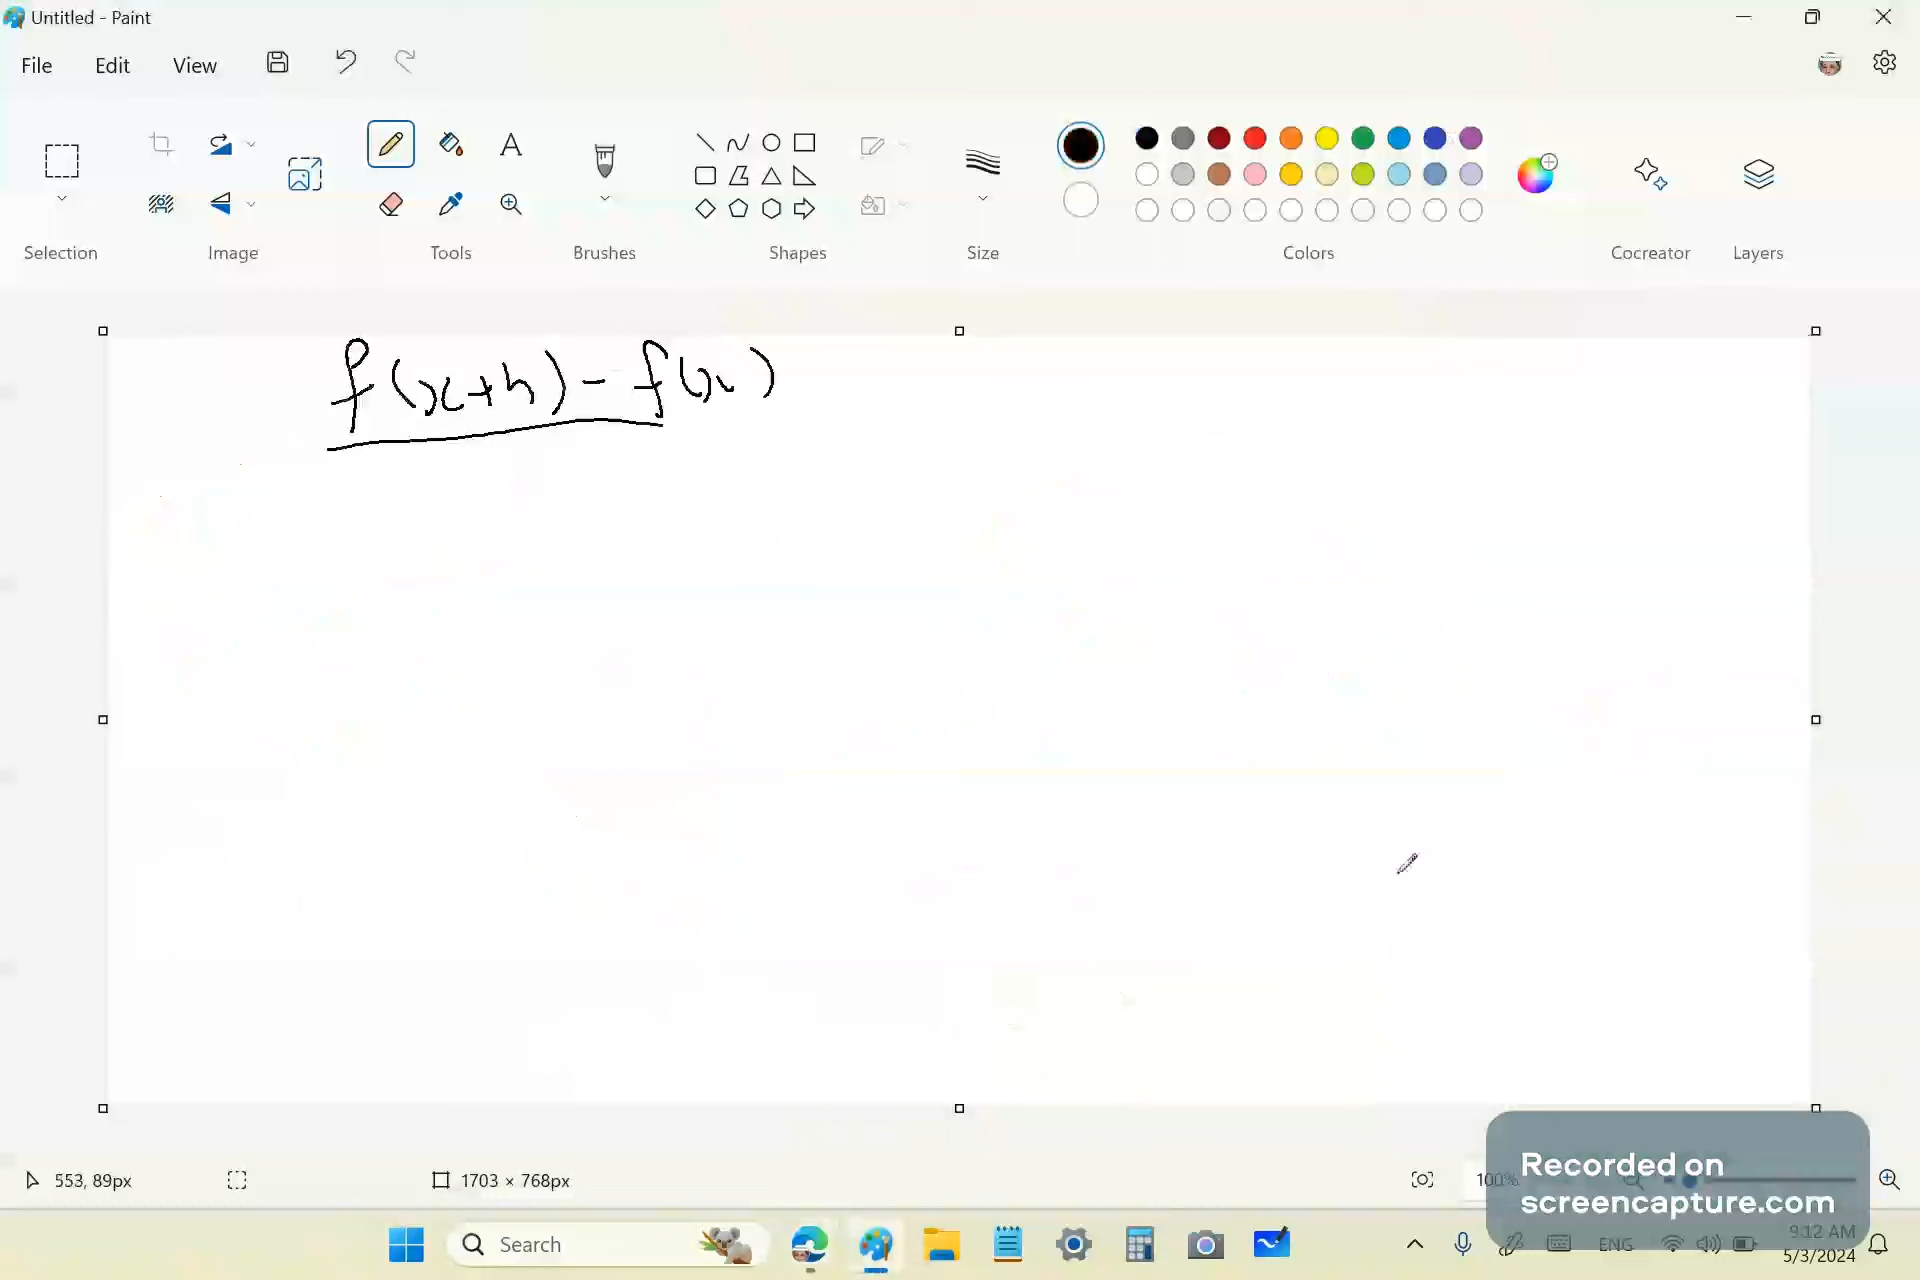 Untitled - Paint
File Edit View
Selection Image Tools Brushes Shapes Size Colors Cocreator Layers
f(x+h) - f(x)
553, 89px 1703 × 768px 100%
Recorded on
screencapture.com
Search ENG 9:12 AM
5/3/2024